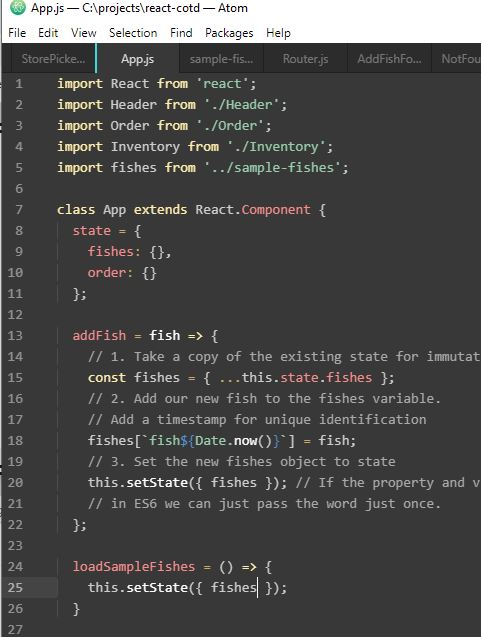 App.js — C:\projects\react-cotd — Atom
File Edit View Selection Find Packages Help
StorePicke... App.js sample-fis... Router.js AddFishFo... NotFou
1 import React from 'react';
2 import Header from './Header';
3 import Order from './Order';
4 import Inventory from './Inventory';
5 import fishes from '../sample-fishes';
6
7 class App extends React.Component {
8 state = {
9 fishes: {},
10 order: {}
11 };
12
13 addFish = fish => {
14 // 1. Take a copy of the existing state for immutat
15 const fishes = { ...this.state.fishes };
16 // 2. Add our new fish to the fishes variable.
17 // Add a timestamp for unique identification
18 fishes[`fish${Date.now()}`] = fish;
19 // 3. Set the new fishes object to state
20 this.setState({ fishes }); // If the property and v
21 // in ES6 we can just pass the word just once.
22 };
23
24 loadSampleFishes = () => {
25 this.setState({ fishes });
26 }
27